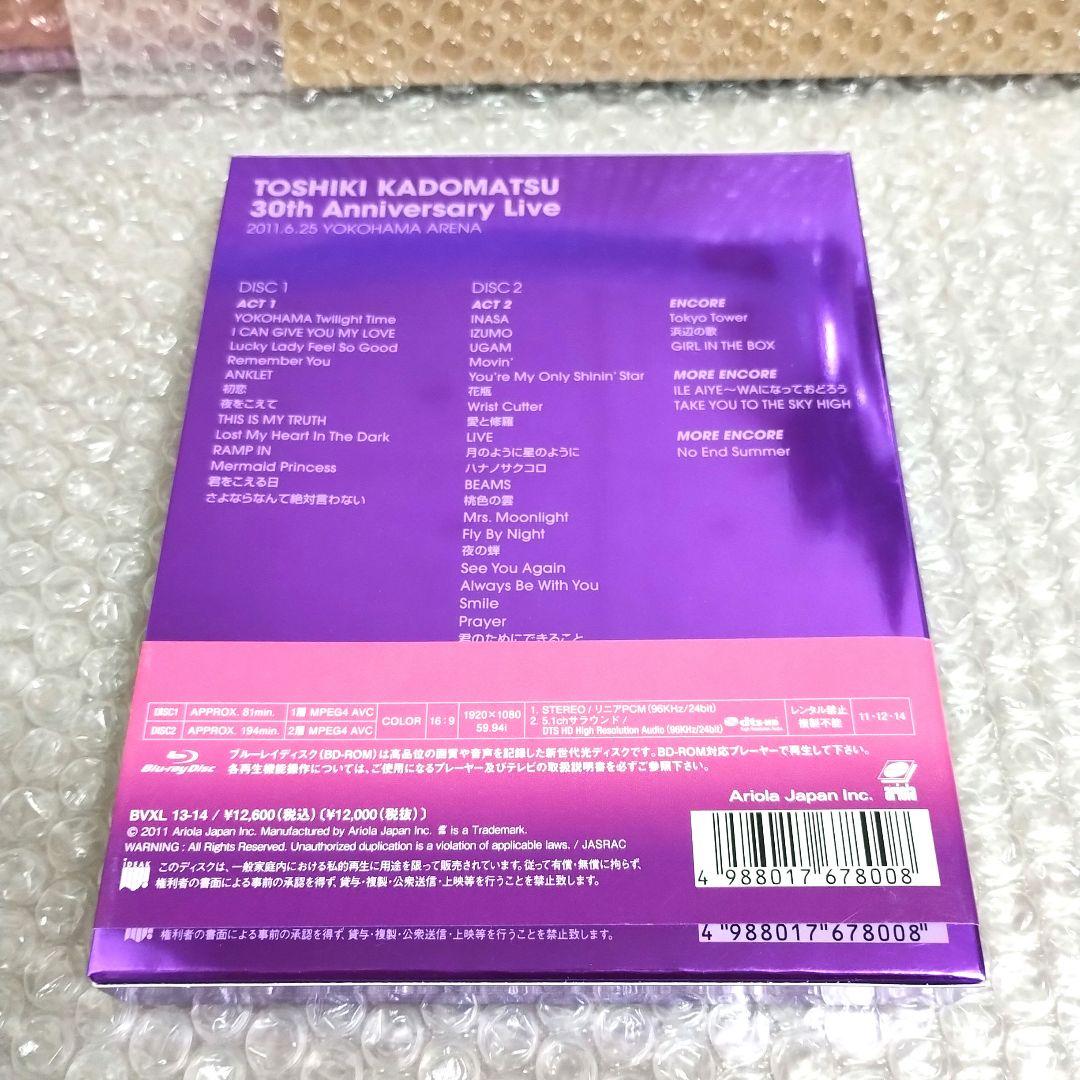 TOSHIKI KADOMATSU
30th Anniversary Live
2011.6.25 YOKOHAMA ARENA
DISC 1
ACT 1
YOKOHAMA Twilight Time
I CAN GIVE YOU MY LOVE
Lucky Lady Feel So Good
Remember You
ANKLET
初恋
夜をこえて
THIS IS MY TRUTH
Lost My Heart In The Dark
RAMP IN
Mermaid Princess
君をこえる日
さよならなんて絶対言わない
DISC 2
ACT 2
INASA
IZUMO
UGAM
Movin'
You're My Only Shinin' Star
花瓶
Wrist Cutter
愛と修羅
LIVE
月のように星のように
ハナノサクコロ
BEAMS
桃色の雲
Mrs. Moonlight
Fly By Night
夜の蝉
See You Again
Always Be With You
Smile
Prayer
君のためにできること
ENCORE
Tokyo Tower
浜辺の歌
GIRL IN THE BOX
MORE ENCORE
ILE AIYE～WAになっておどろう
TAKE YOU TO THE SKY HIGH
MORE ENCORE
No End Summer
DISC1 APPROX. 81min. 1層 MPEG4 AVC
DISC2 APPROX. 194min. 2層 MPEG4 AVC
COLOR
16:9
1920×1080
59.94i
1. STEREO / リニアPCM (96KHz/24bit)
2. 5.1chサラウンド /
DTS HD High Resolution Audio (96KHz/24bit)
dts-HD
レンタル禁止
複製不能
11・12・14
Blu-ray Disc
ブルーレイディスク(BD-ROM)は高品位の画質や音声を記録した新世代光ディスクです。BD-ROM対応プレーヤーで再生して下さい。
各再生機能操作については、ご使用になるプレーヤー及びテレビの取扱説明書を必ずご参照下さい。
Ariola Japan Inc.
ariola
BVXL 13-14 / ¥12,600(税込)〔¥12,000(税抜)〕
© 2011 Ariola Japan Inc. Manufactured by Ariola Japan Inc. is a Trademark.
WARNING : All Rights Reserved. Unauthorized duplication is a violation of applicable laws. / JASRAC
このディスクは、一般家庭内における私的再生に用途を限って販売されています。従って有償・無償に拘らず、
権利者の書面による事前の承認を得ず、貸与・複製・公衆送信・上映等を行うことを禁止致します。
4 988017 678008
権利者の書面による事前の承認を得ず、貸与・複製・公衆送信・上映等を行うことを禁止致します。
4 988017 678008